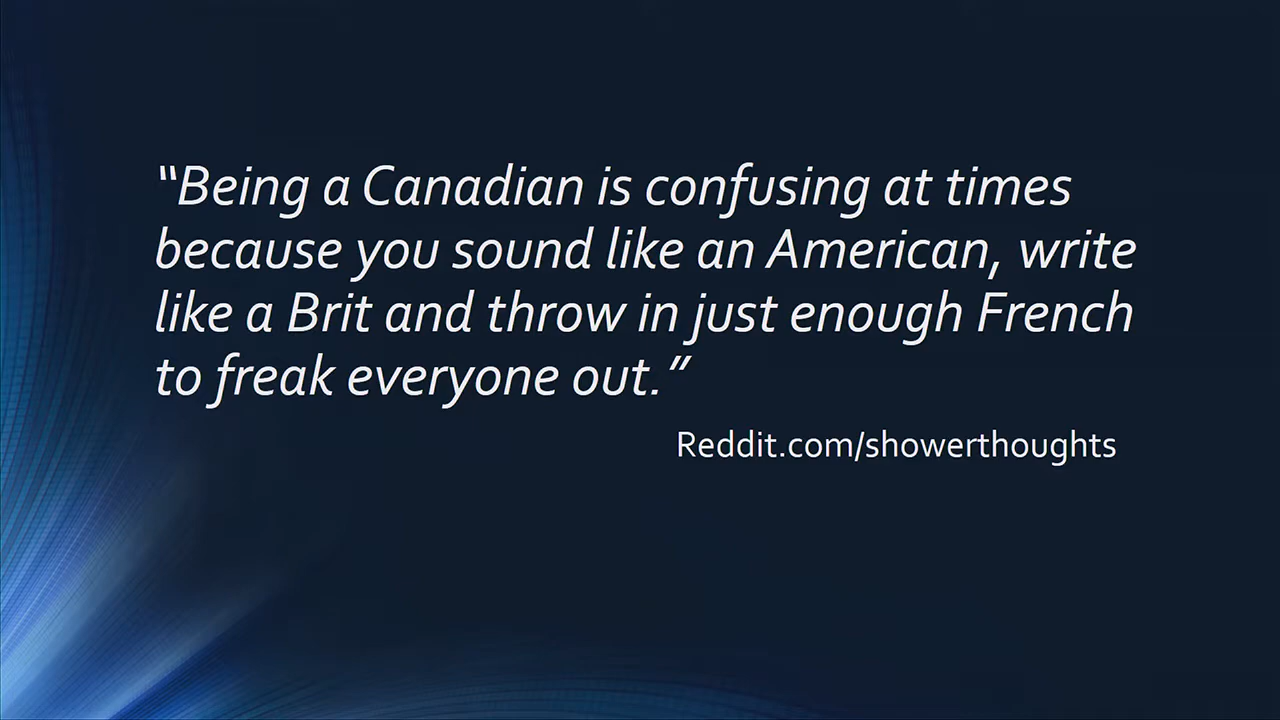 “Being a Canadian is confusing at times
because you sound like an American, write
like a Brit and throw in just enough French
to freak everyone out.”
Reddit.com/showerthoughts